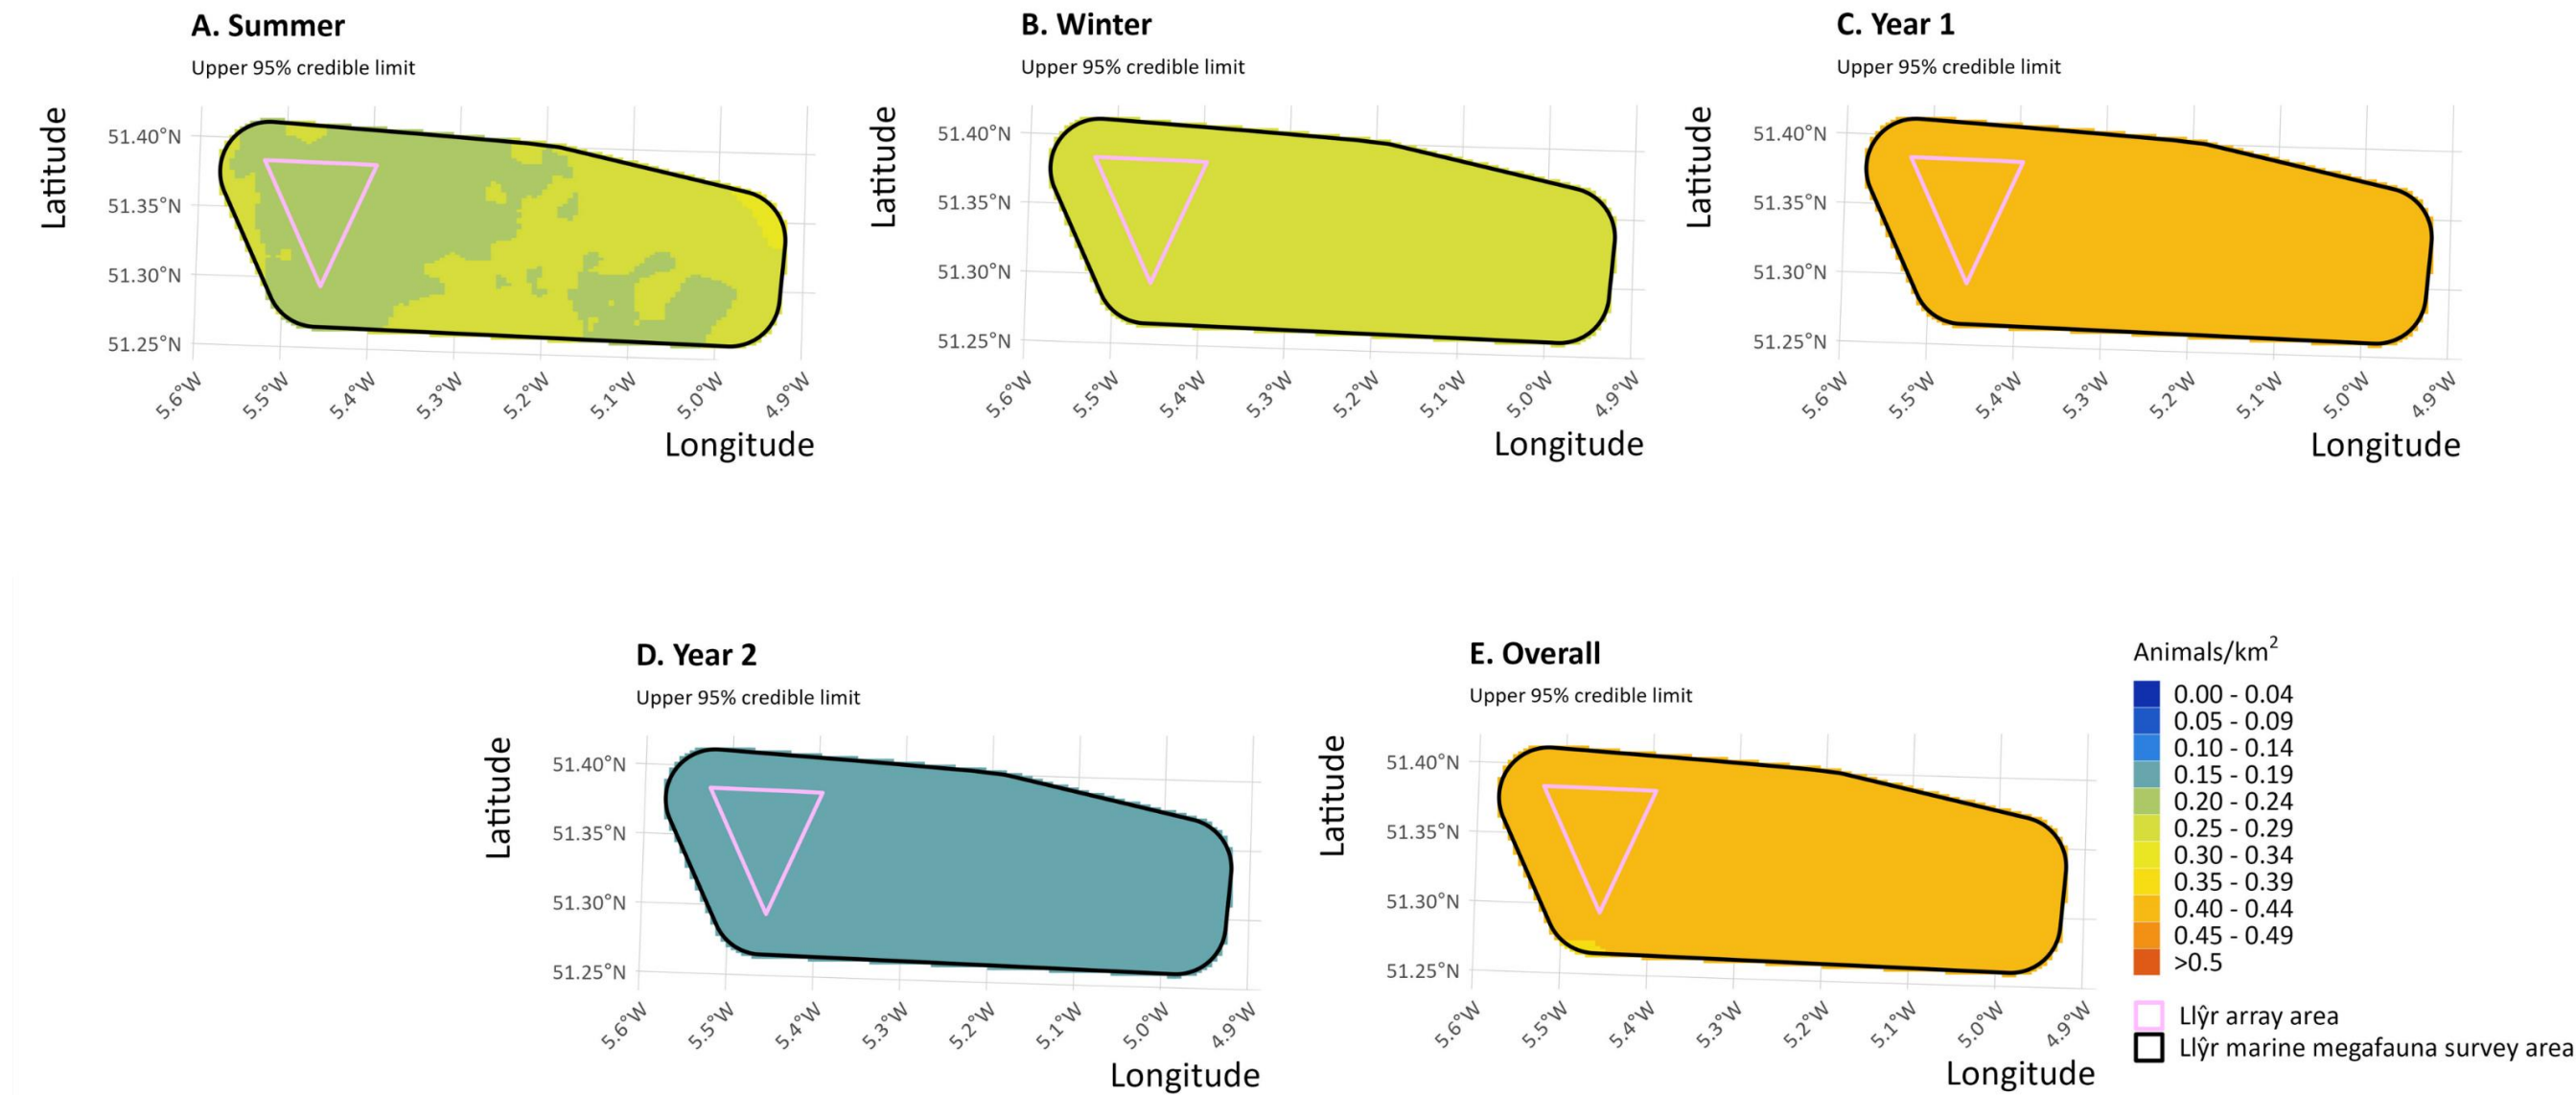 A. Summer
Upper 95% credible limit
Latitude
51.40°N
51.35°N
51.30°N
51.25°N
5.6°W 5.5°W 5.4°W 5.3°W 5.2°W 5.1°W 5.0°W 4.9°W
Longitude
B. Winter
Upper 95% credible limit
Latitude
51.40°N
51.35°N
51.30°N
51.25°N
5.6°W 5.5°W 5.4°W 5.3°W 5.2°W 5.1°W 5.0°W 4.9°W
Longitude
C. Year 1
Upper 95% credible limit
Latitude
51.40°N
51.35°N
51.30°N
51.25°N
5.6°W 5.5°W 5.4°W 5.3°W 5.2°W 5.1°W 5.0°W 4.9°W
Longitude
D. Year 2
Upper 95% credible limit
Latitude
51.40°N
51.35°N
51.30°N
51.25°N
5.6°W 5.5°W 5.4°W 5.3°W 5.2°W 5.1°W 5.0°W 4.9°W
Longitude
E. Overall
Upper 95% credible limit
Latitude
51.40°N
51.35°N
51.30°N
51.25°N
5.6°W 5.5°W 5.4°W 5.3°W 5.2°W 5.1°W 5.0°W 4.9°W
Longitude
Animals/km²
0.00 - 0.04
0.05 - 0.09
0.10 - 0.14
0.15 - 0.19
0.20 - 0.24
0.25 - 0.29
0.30 - 0.34
0.35 - 0.39
0.40 - 0.44
0.45 - 0.49
>0.5
Llŷr array area
Llŷr marine megafauna survey area